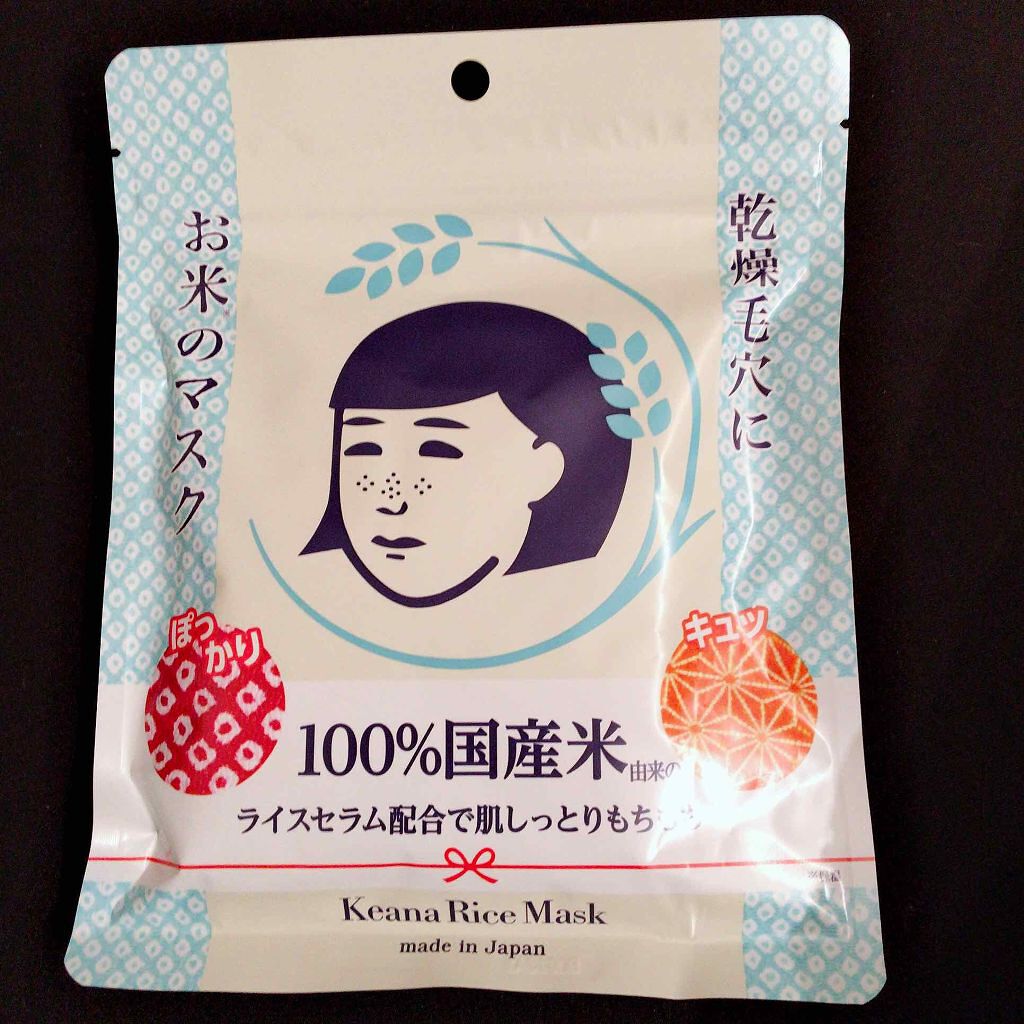 乾燥毛穴に
お米のマスク
ぽっかり
キュッ
100%国産米
由来の
ライスセラム配合で肌しっとりもち
Keana Rice Mask
made in Japan